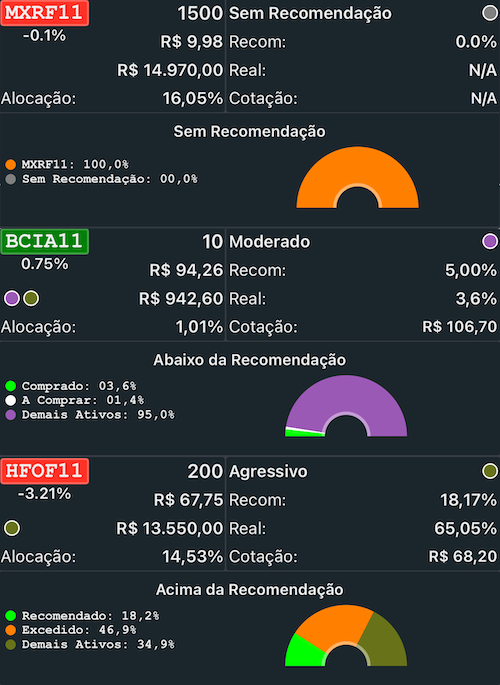 MXRF11 1500 Sem Recomendação
-0.1% R$ 9,98 Recom: 0.0%
R$ 14.970,00 Real: N/A
Alocação: 16,05% Cotação: N/A
Sem Recomendação
MXRF11: 100,0%
Sem Recomendação: 00,0%
BCIA11 10 Moderado
0.75% R$ 94,26 Recom: 5,00%
R$ 942,60 Real: 3,6%
Alocação: 1,01% Cotação: R$ 106,70
Abaixo da Recomendação
Comprado: 03,6%
A Comprar: 01,4%
Demais Ativos: 95,0%
HFOF11 200 Agressivo
-3.21% R$ 67,75 Recom: 18,17%
R$ 13.550,00 Real: 65,05%
Alocação: 14,53% Cotação: R$ 68,20
Acima da Recomendação
Recomendado: 18,2%
Excedido: 46,9%
Demais Ativos: 34,9%